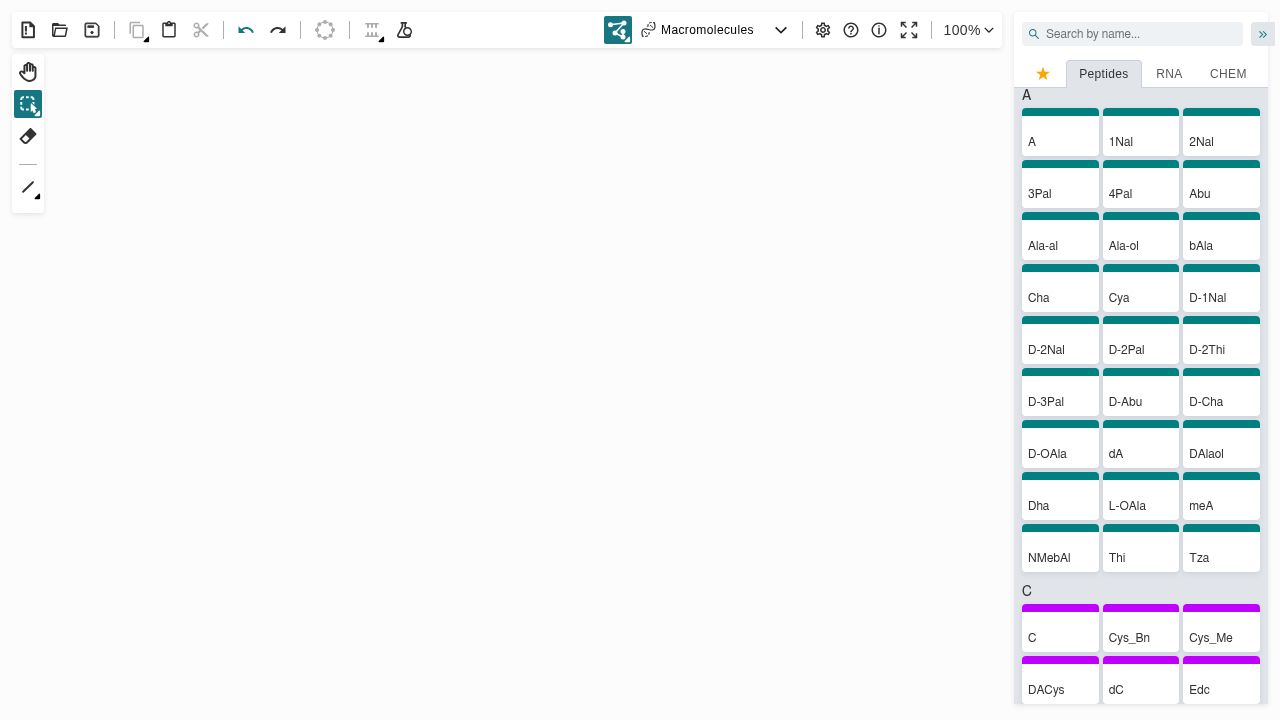 Macromolecules
100%
Search by name...
Peptides
RNA
CHEM
A
A
1Nal
2Nal
3Pal
4Pal
Abu
Ala-al
Ala-ol
bAla
Cha
Cya
D-1Nal
D-2Nal
D-2Pal
D-2Thi
D-3Pal
D-Abu
D-Cha
D-OAla
dA
DAlaol
Dha
L-OAla
meA
NMebAl
Thi
Tza
C
C
Cys_Bn
Cys_Me
DACys
dC
Edc